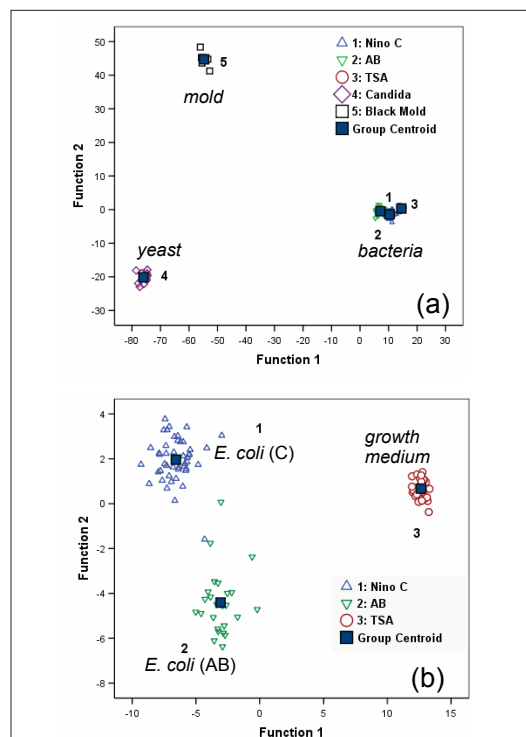 50
40
30
20
10
0
-10
-20
-30
Function 2
5
mold
1: Nino C
2: AB
3: TSA
4: Candida
5: Black Mold
Group Centroid
1
3
2
bacteria
yeast
4
(a)
-80 -70 -60 -50 -40 -30 -20 -10 0 10 20 30
Function 1
4
2
0
-2
-4
-6
-8
Function 2
1
E. coli (C)
growth
medium
3
2
E. coli (AB)
1: Nino C
2: AB
3: TSA
Group Centroid
(b)
-10 -5 0 5 10 15
Function 1